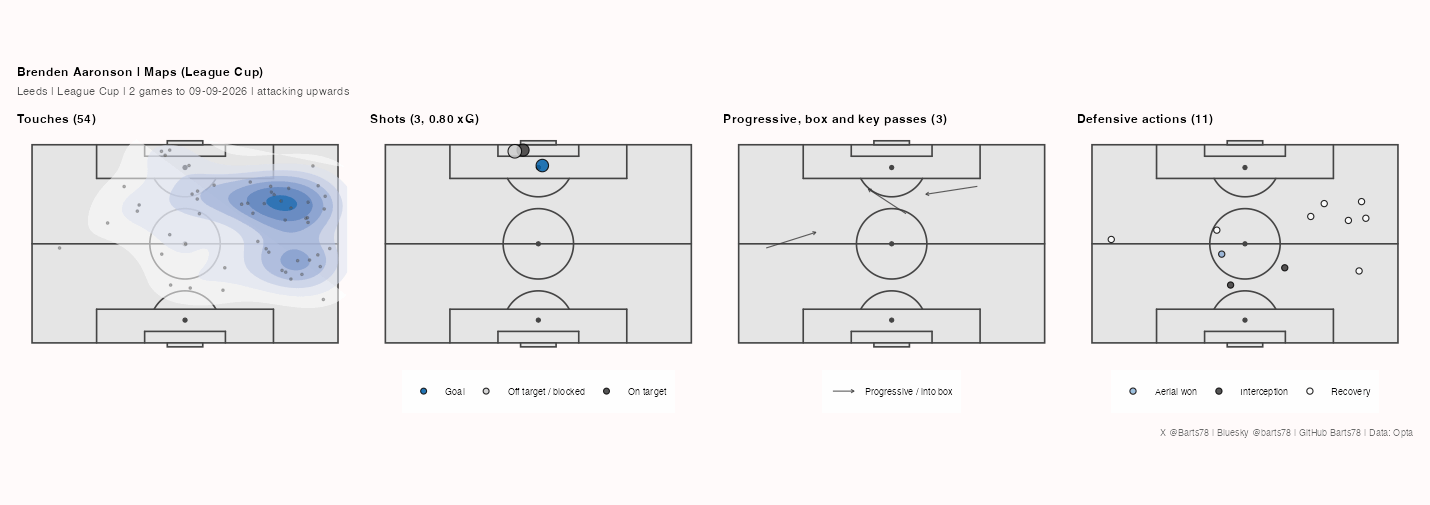 Brenden Aaronson | Maps (League Cup)
Leeds | League Cup | 2 games to 09-09-2026 | attacking upwards
Touches (54)
Shots (3, 0.80 xG)
Progressive, box and key passes (3)
Defensive actions (11)
Goal
Off target / blocked
On target
Progressive / into box
Aerial won
Interception
Recovery
X @Barts78 | Bluesky @barts78 | GitHub Barts78 | Data: Opta